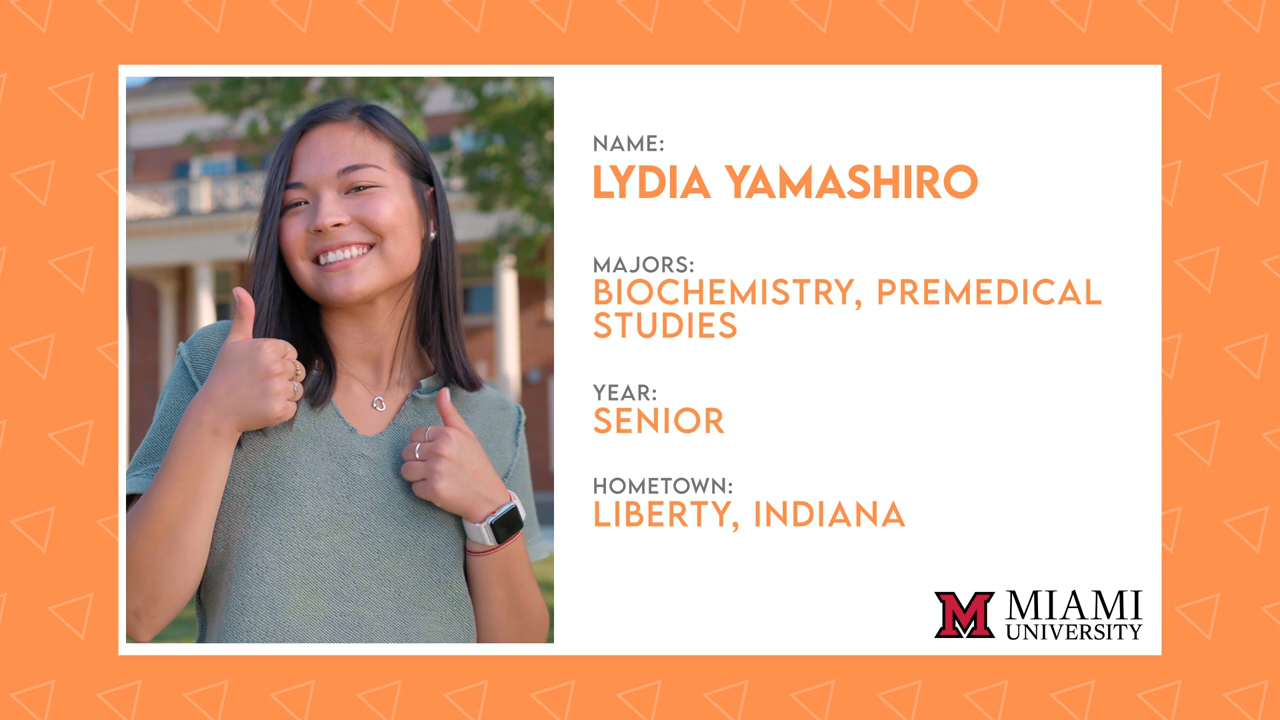 NAME:
LYDIA YAMASHIRO
MAJORS:
BIOCHEMISTRY, PREMEDICAL
STUDIES
YEAR:
SENIOR
HOMETOWN:
LIBERTY, INDIANA
M MIAMI
UNIVERSITY